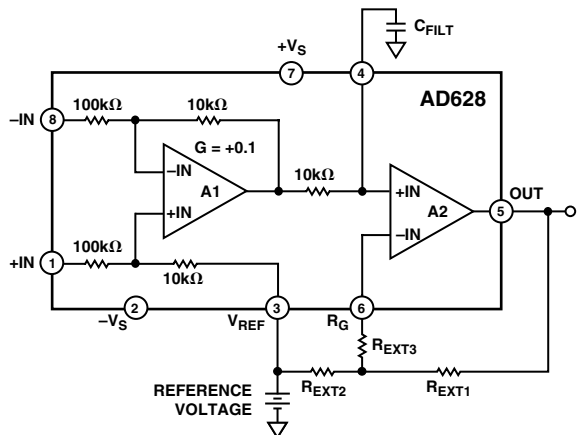 C_FILT
+V_S
7
4
AD628
100kΩ
10kΩ
–IN
8
G = +0.1
–IN
A1
+IN
10kΩ
+IN
A2
–IN
OUT
5
+IN
1
100kΩ
10kΩ
2
–V_S
3
V_REF
6
R_G
R_EXT3
R_EXT2
R_EXT1
REFERENCE
VOLTAGE